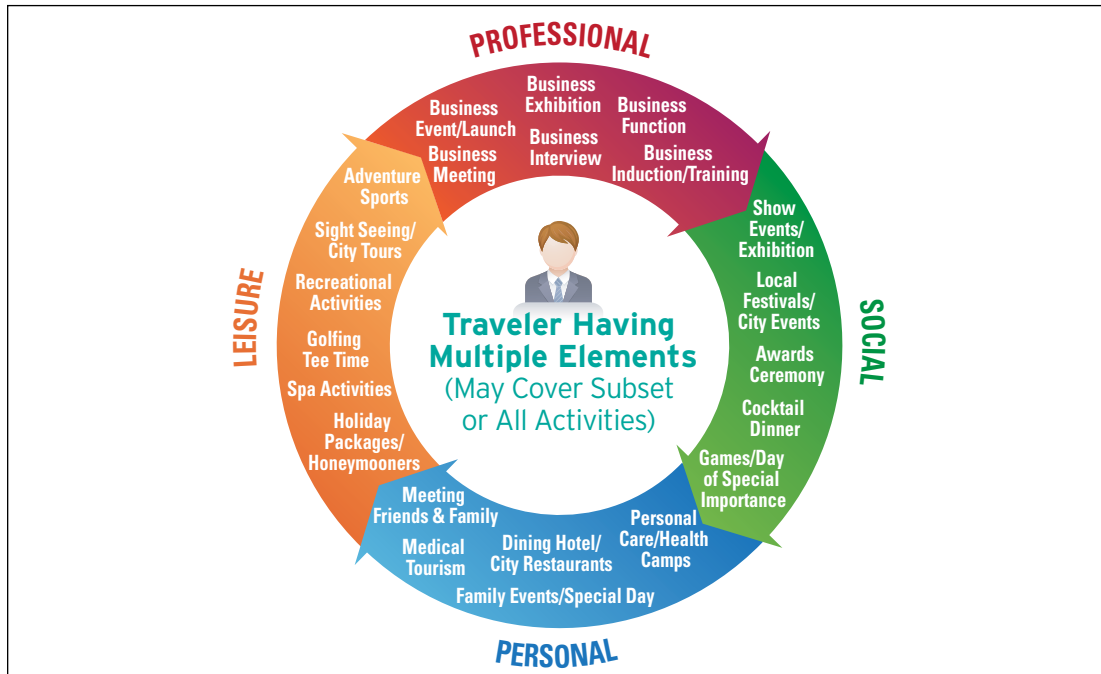 PROFESSIONAL
Business
Event/Launch
Business
Exhibition
Business
Function
Business
Meeting
Business
Interview
Business
Induction/Training
SOCIAL
Show
Events/
Exhibition
Local
Festivals/
City Events
Awards
Ceremony
Cocktail
Dinner
Games/Day
of Special
Importance
PERSONAL
Personal
Care/Health
Camps
Dining Hotel/
City Restaurants
Meeting
Friends & Family
Medical
Tourism
Family Events/Special Day
LEISURE
Adventure
Sports
Sight Seeing/
City Tours
Recreational
Activities
Golfing
Tee Time
Spa Activities
Holiday
Packages/
Honeymooners
Traveler Having
Multiple Elements
(May Cover Subset
or All Activities)